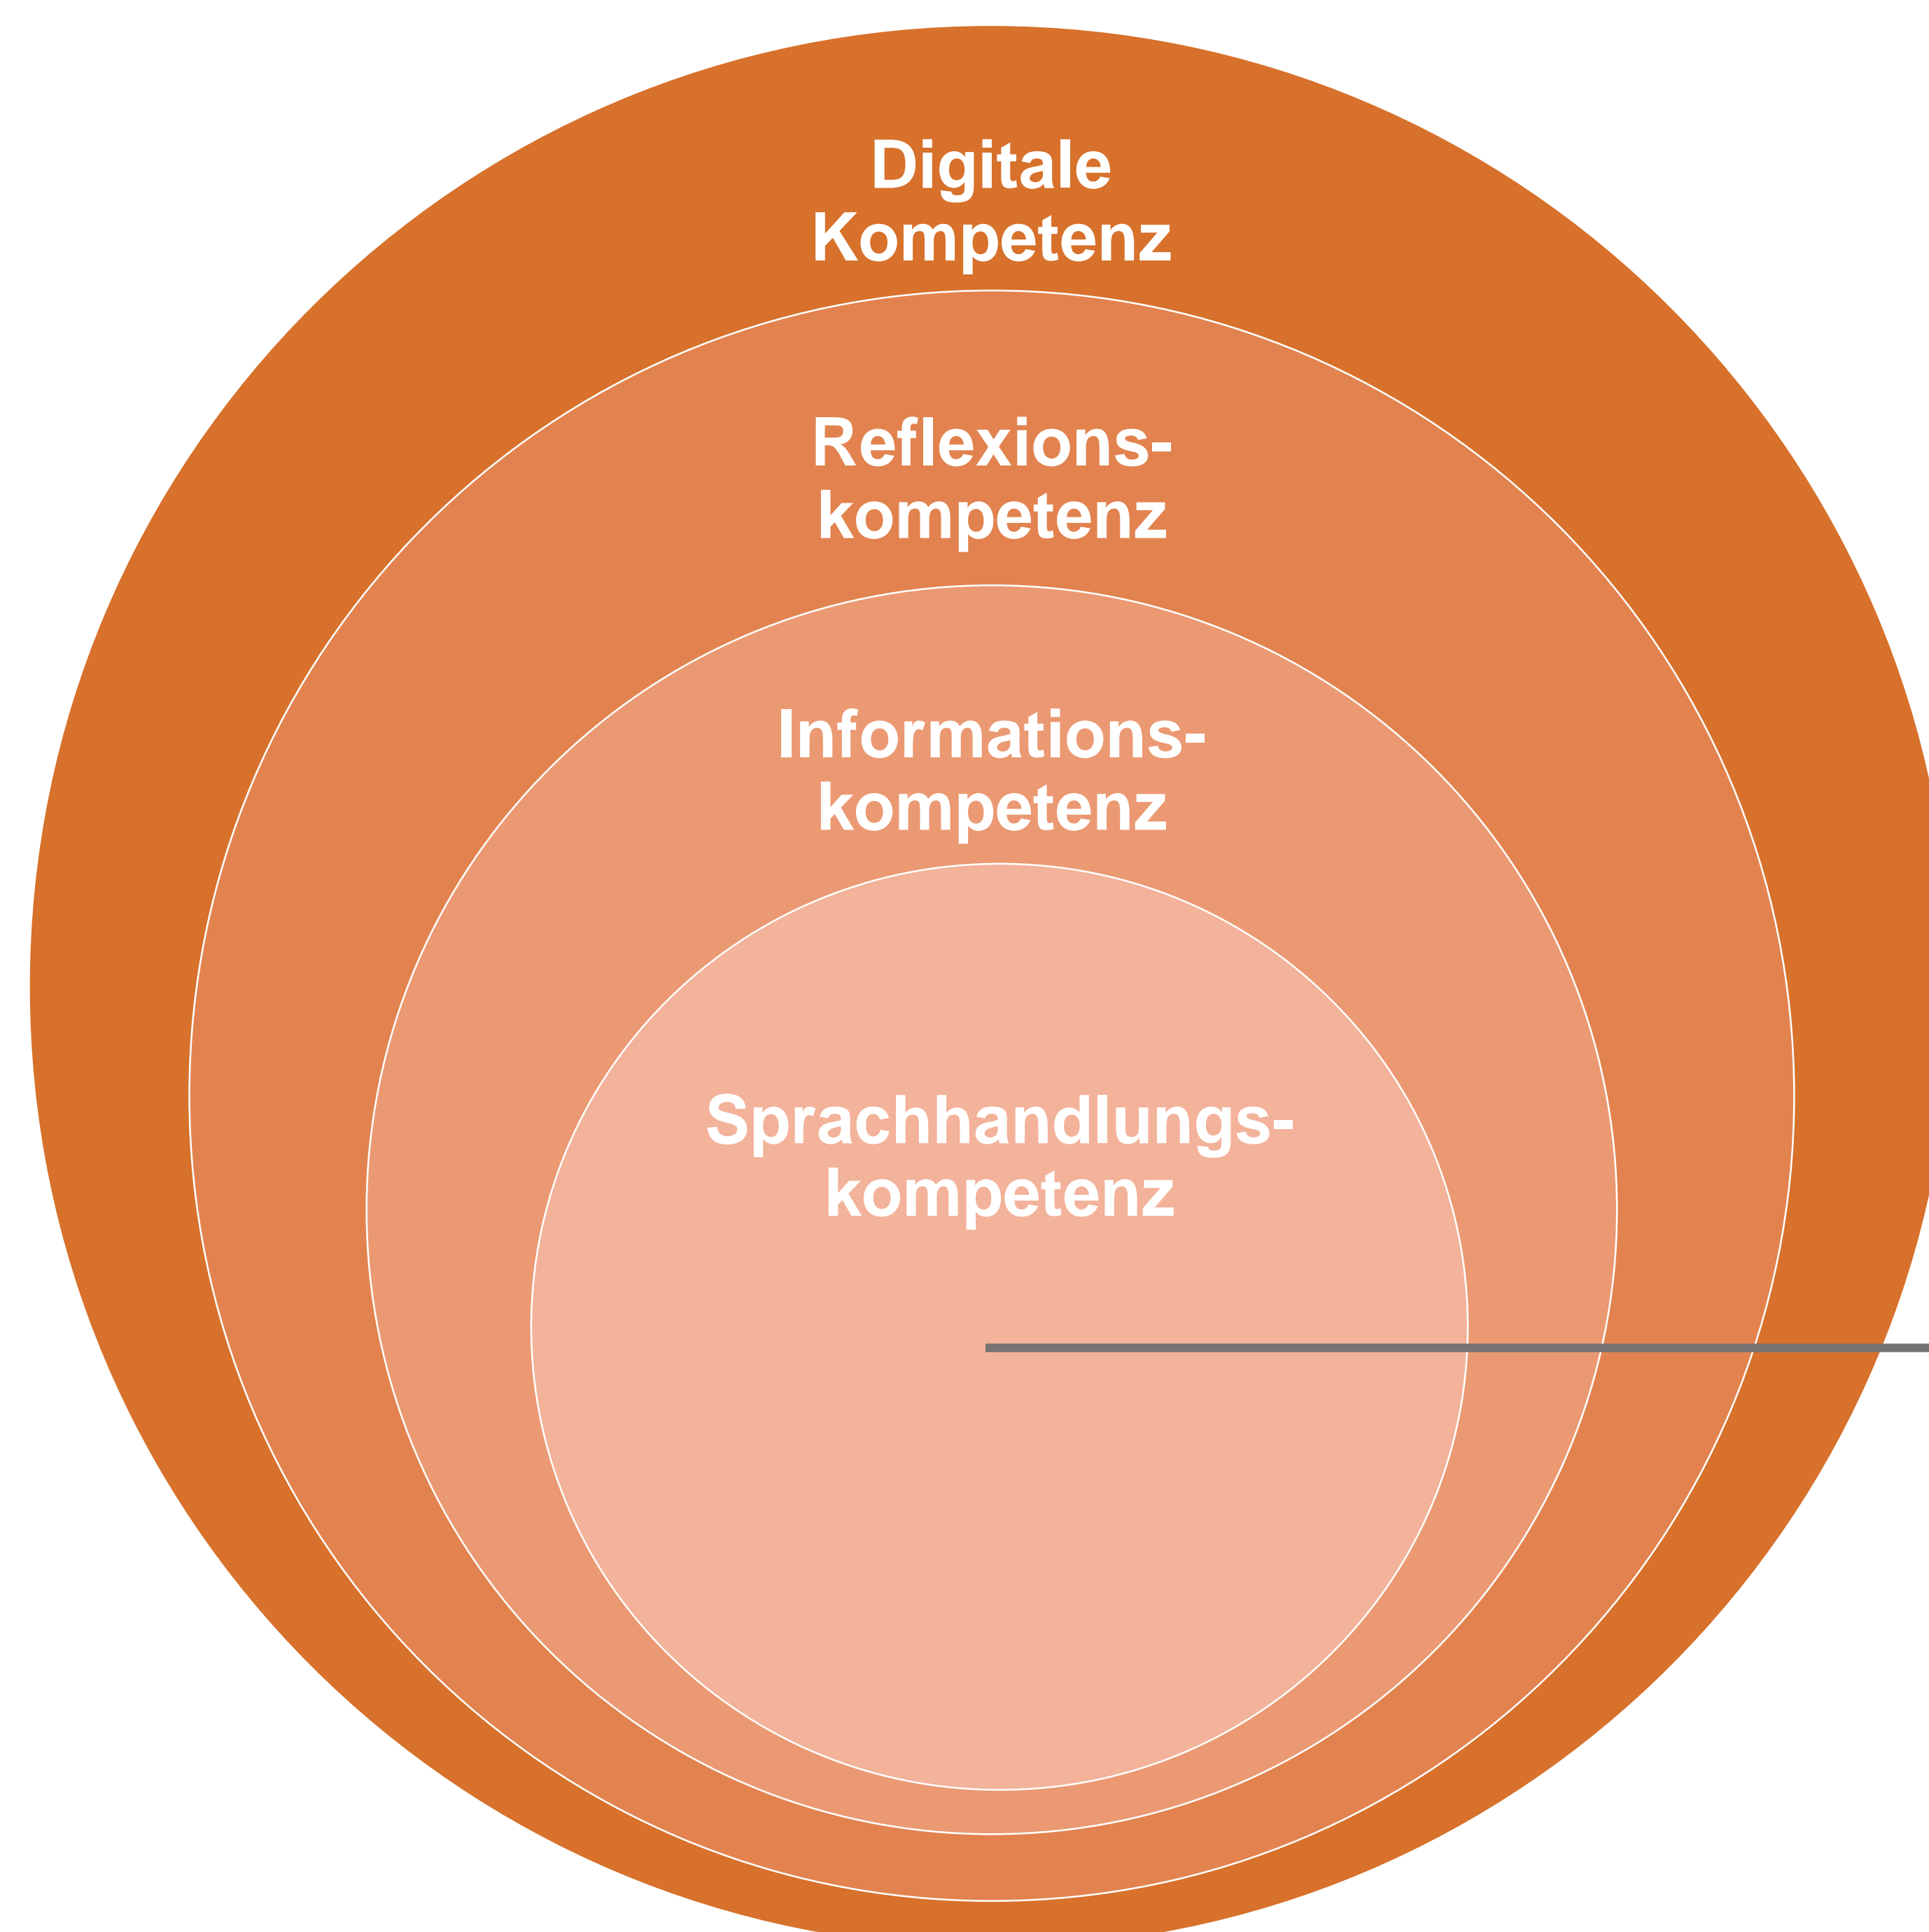 Digitale
Kompetenz
Reflexions-
kompetenz
Informations-
kompetenz
Sprachhandlungs-
kompetenz